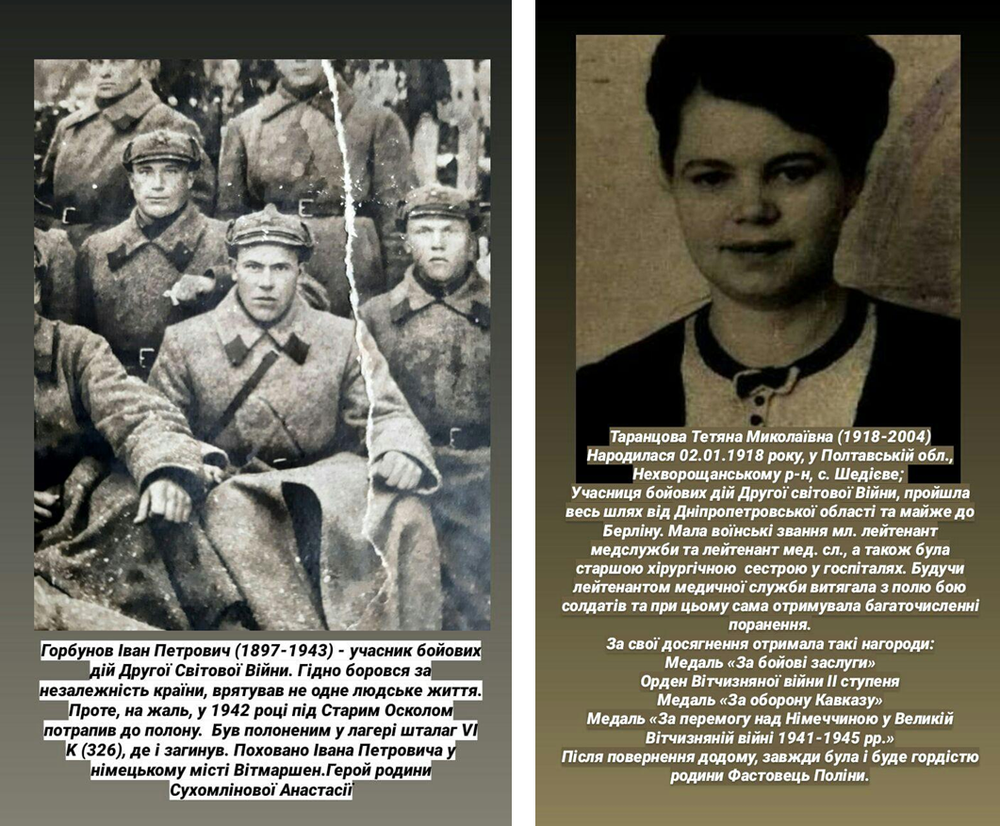 Горбунов Іван Петрович (1897-1943) - учасник бойових
дій Другої Світової Війни. Гідно боровся за
незалежність країни, врятував не одне людське життя.
Проте, на жаль, у 1942 році під Старим Осколом
потрапив до полону. Був полоненим у лагері шталаг VI
K (326), де і загинув. Поховано Івана Петровича у
німецькому місті Вітмаршен.Герой родини
Сухомлінової Анастасії
Таранцова Тетяна Миколаївна (1918-2004)
Народилася 02.01.1918 року, у Полтавській обл.,
Нехворощанському р-н, с. Шедієве;
Учасниця бойових дій Другої світової Війни, пройшла
весь шлях від Дніпропетровської області та майже до
Берліну. Мала воїнські звання мл. лейтенант
медслужби та лейтенант мед. сл., а також була
старшою хірургічною сестрою у госпіталях. Будучи
лейтенантом медичної служби витягала з полю бою
солдатів та при цьому сама отримувала багаточисленні
поранення.
За свої досягнення отримала такі нагороди:
Медаль «За бойові заслуги»
Орден Вітчизняної війни II ступеня
Медаль «За оборону Кавказу»
Медаль «За перемогу над Німеччиною у Великій
Вітчизняній війні 1941-1945 рр.»
Після повернення додому, завжди була і буде гордістю
родини Фастовець Поліни.